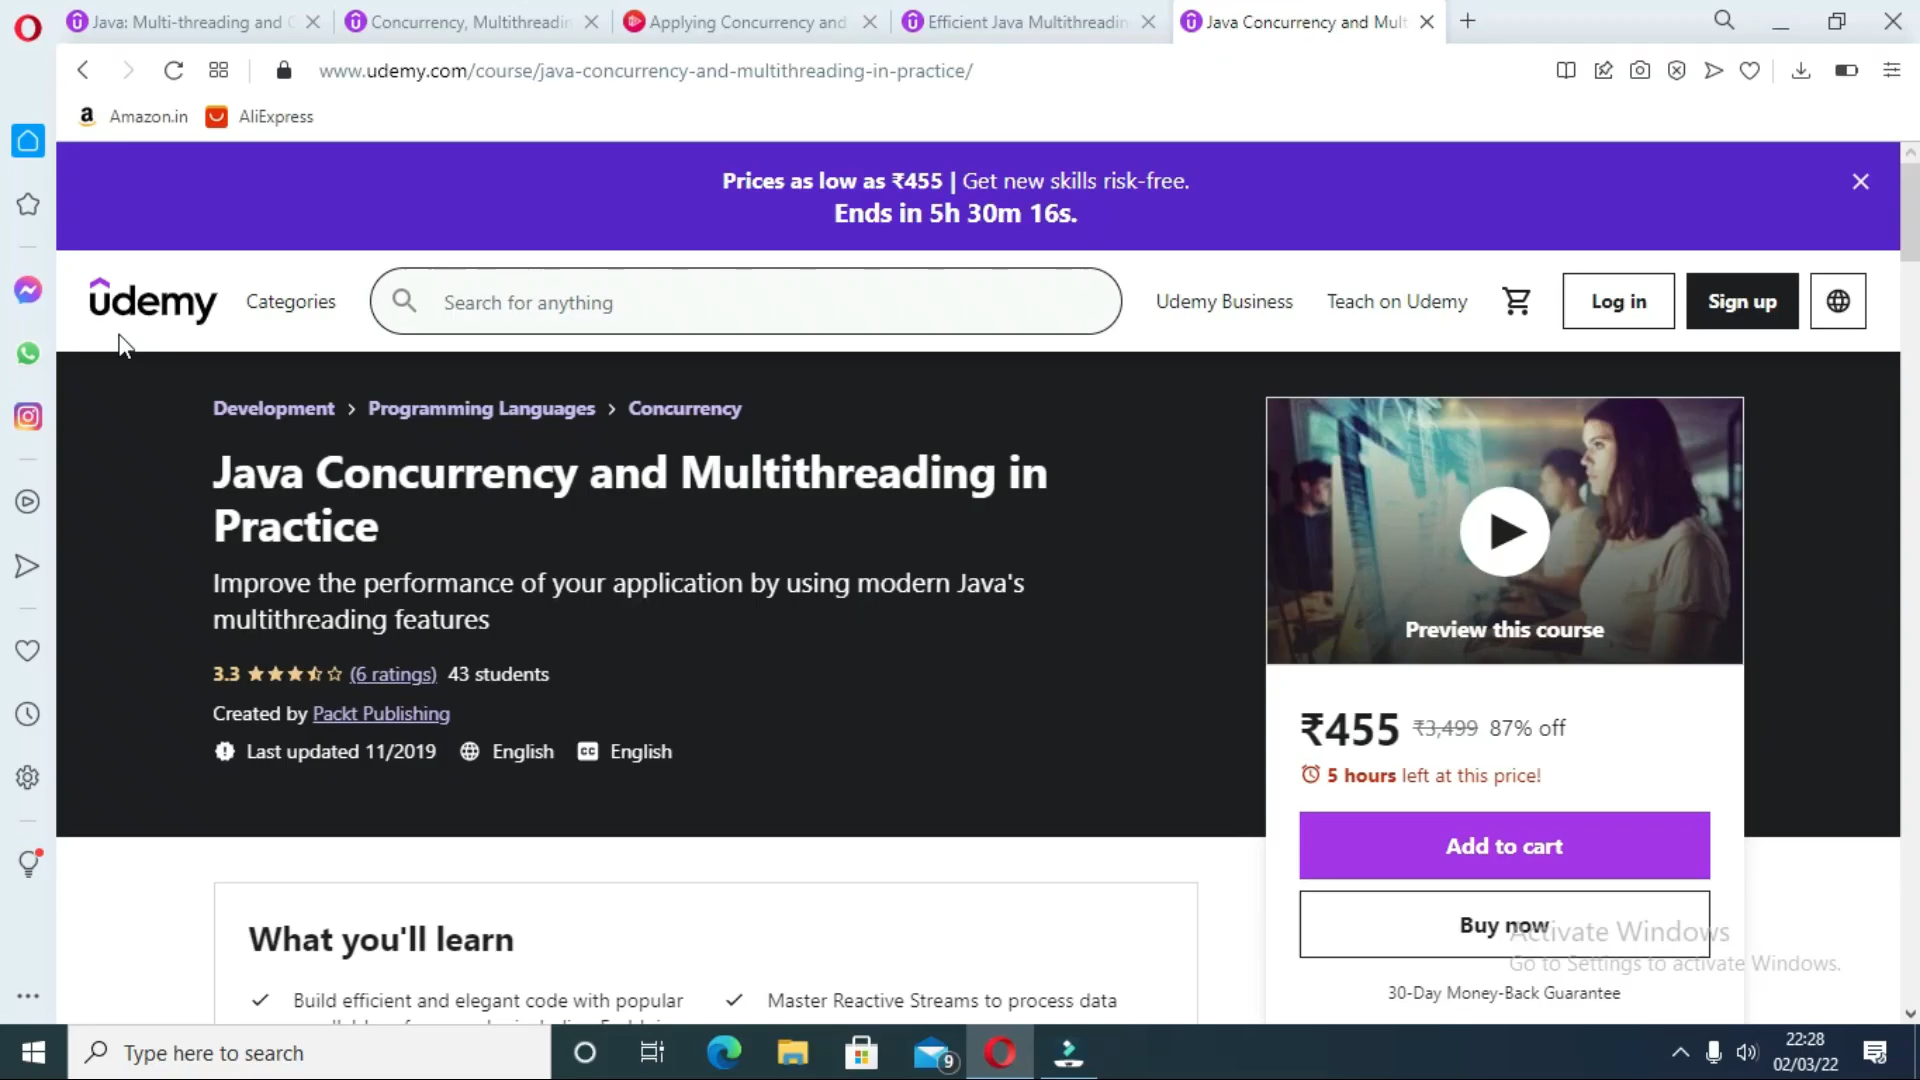 Java: Multi-threading and C
Concurrency, Multithreadin
Applying Concurrency and
Efficient Java Multithreadin
Java Concurrency and Mult
www.udemy.com/course/java-concurrency-and-multithreading-in-practice/
a Amazon.in
AliExpress
Prices as low as ₹455 | Get new skills risk-free.
Ends in 5h 30m 16s.
udemy
Categories
Search for anything
Udemy Business
Teach on Udemy
Log in
Sign up
Development > Programming Languages > Concurrency
Java Concurrency and Multithreading in
Practice
Improve the performance of your application by using modern Java's
multithreading features
3.3 (6 ratings) 43 students
Created by Packt Publishing
Last updated 11/2019 English CC English
Preview this course
₹455 ₹3,499 87% off
5 hours left at this price!
Add to cart
Buy now
30-Day Money-Back Guarantee
What you'll learn
Build efficient and elegant code with popular
Master Reactive Streams to process data
Activate Windows
Go to Settings to activate Windows.
Type here to search
9
22:28
02/03/22